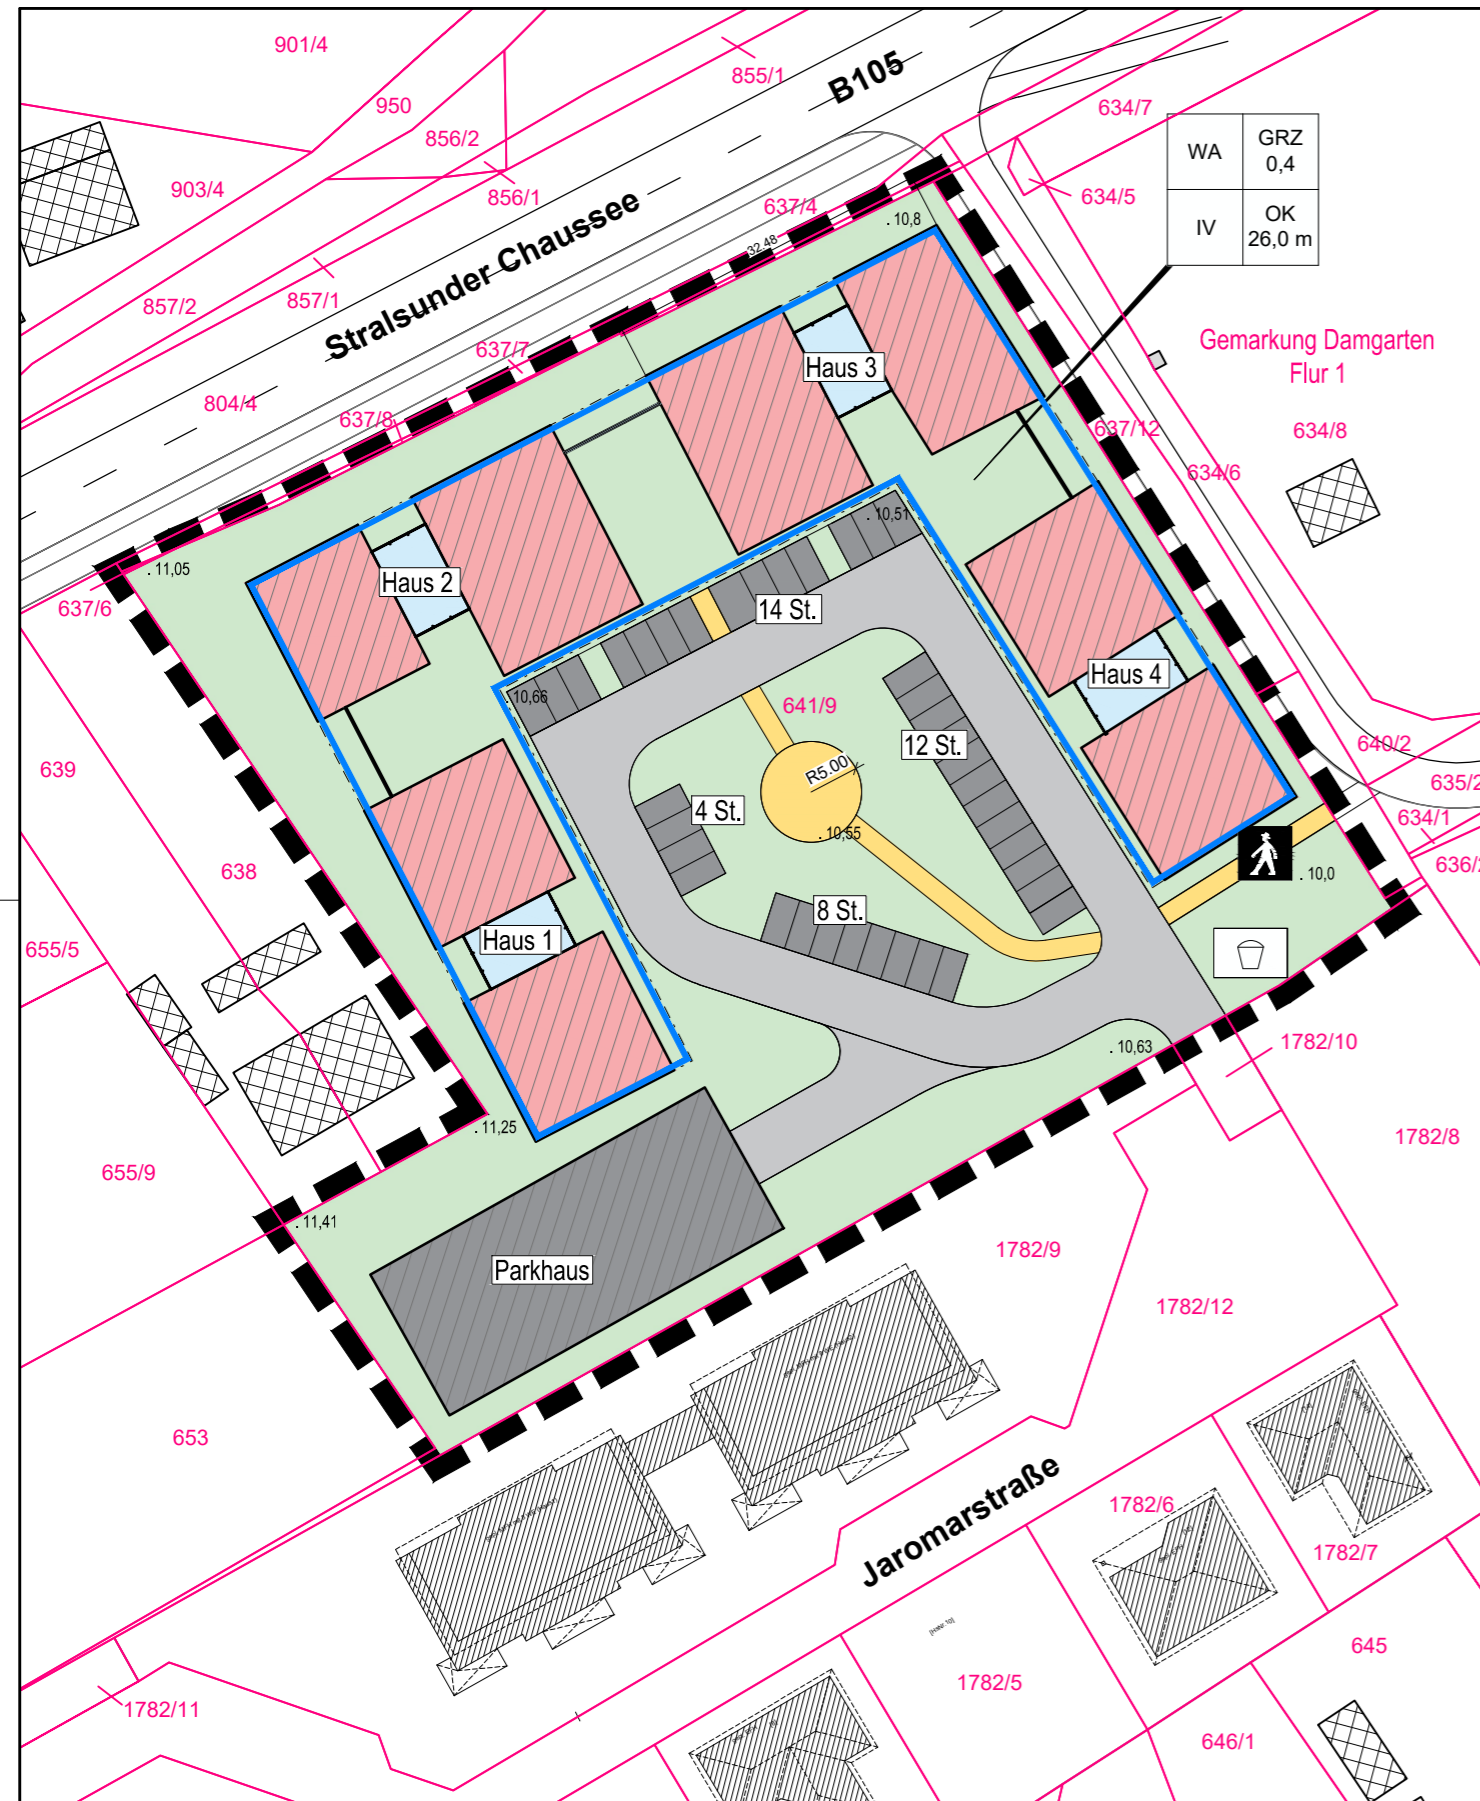 901/4
855/1
B105
950
634/7
856/2
WA
GRZ
0,4
903/4
856/1
634/5
637/4
IV
OK
26,0 m
. 10,8
Stralsunder Chaussee
32.48
857/2
857/1
Gemarkung Damgarten
Flur 1
637/7
Haus 3
804/4
637/8
637/12
634/8
634/6
. 10,51
. 11,05
Haus 2
637/6
14 St.
Haus 4
. 10,66
641/9
12 St.
640/2
639
R5.00
635/2
4 St.
634/1
. 10,55
638
636/2
. 10,0
8 St.
Haus 1
655/5
1782/10
. 10,63
. 11,25
1782/8
655/9
. 11,41
1782/9
Parkhaus
1782/12
653
Jaromarstraße
1782/6
1782/7
645
1782/5
1782/11
646/1